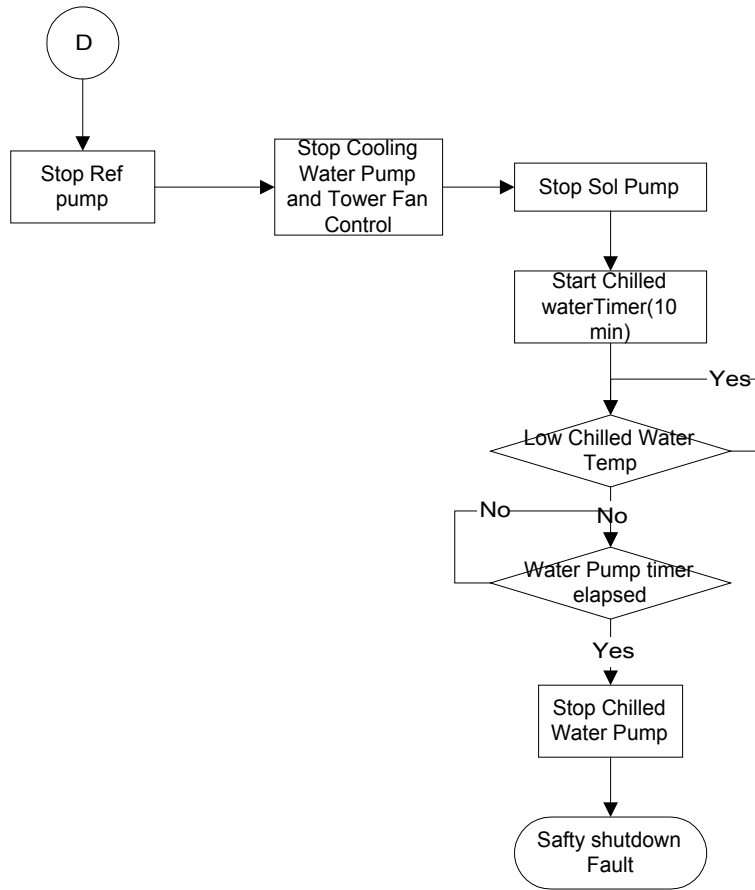 D
Stop Ref
pump
Stop Cooling
Water Pump
and Tower Fan
Control
Stop Sol Pump
Start Chilled
waterTimer(10
min)
Yes
Low Chilled Water
Temp
No
No
Water Pump timer
elapsed
Yes
Stop Chilled
Water Pump
Safty shutdown
Fault